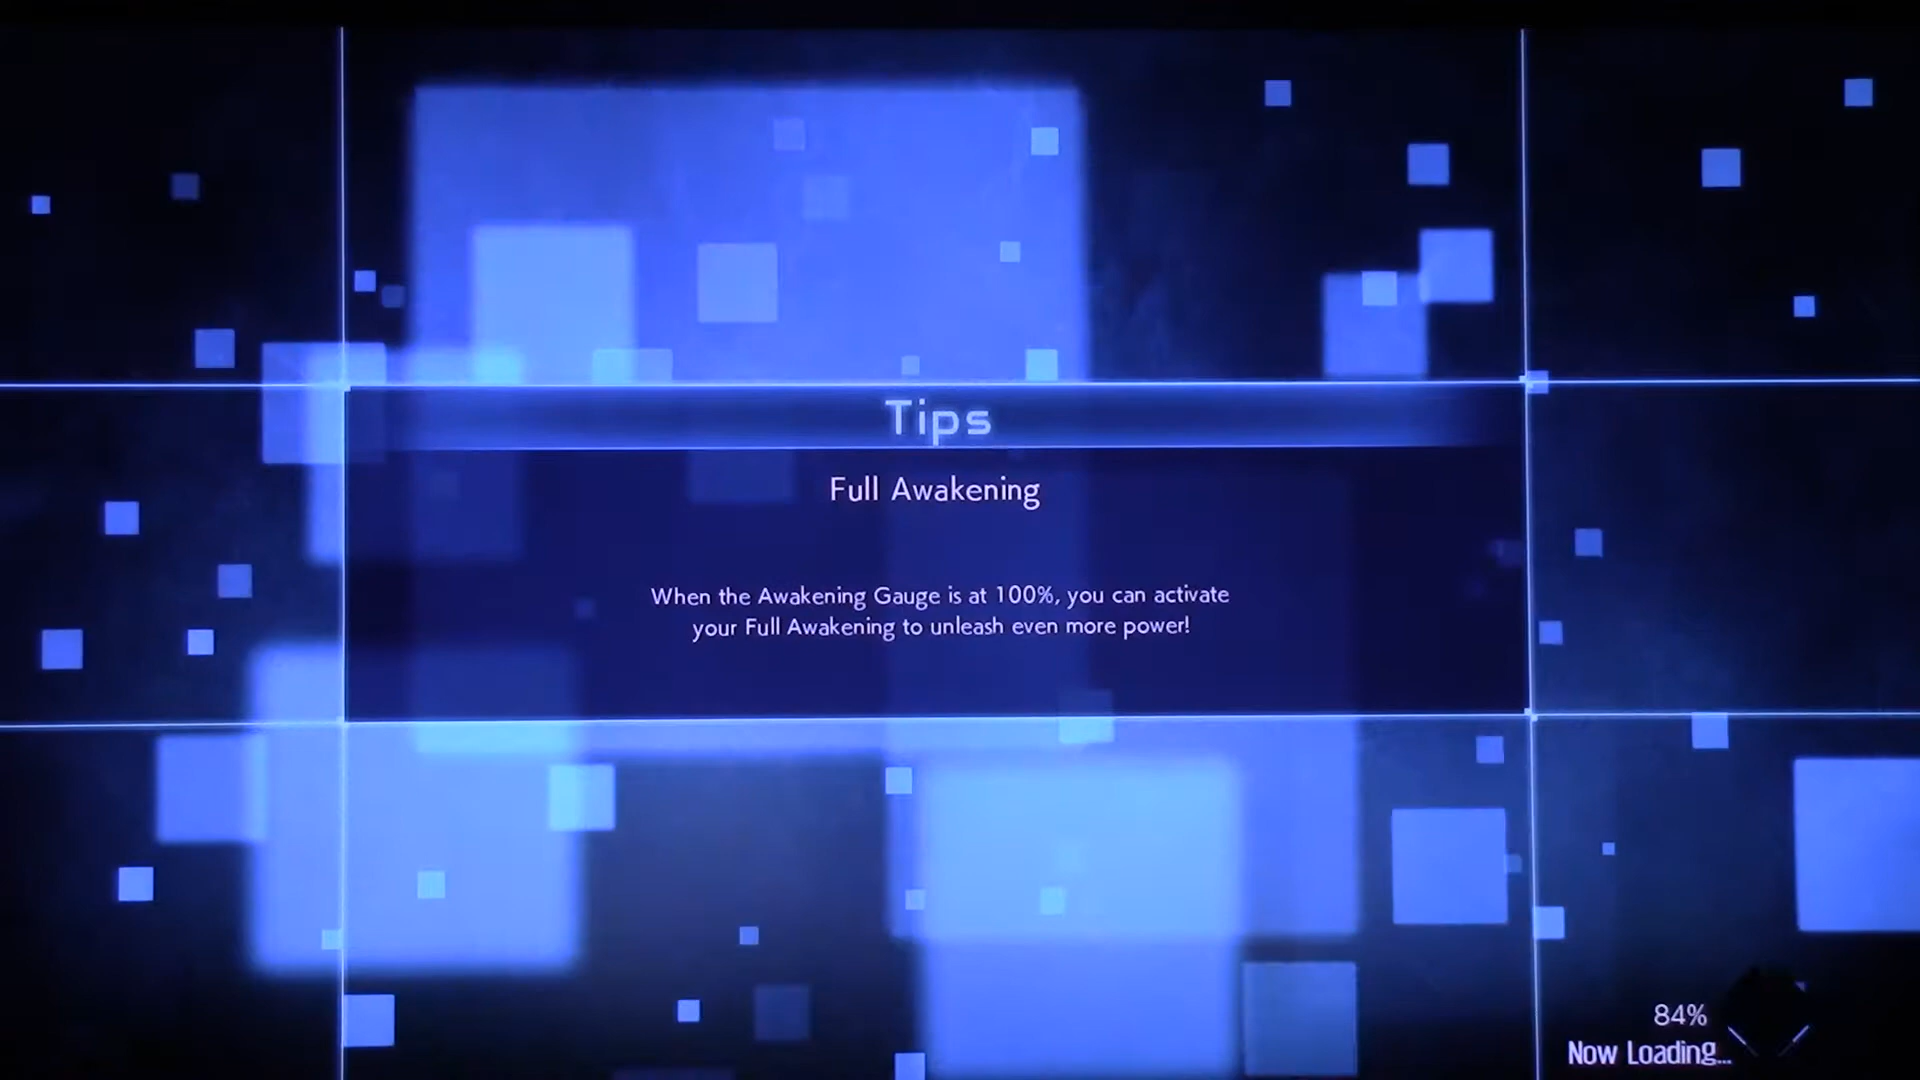 Tips
Full Awakening
When the Awakening Gauge is at 100%, you can activate
your Full Awakening to unleash even more power!
84%
Now Loading...